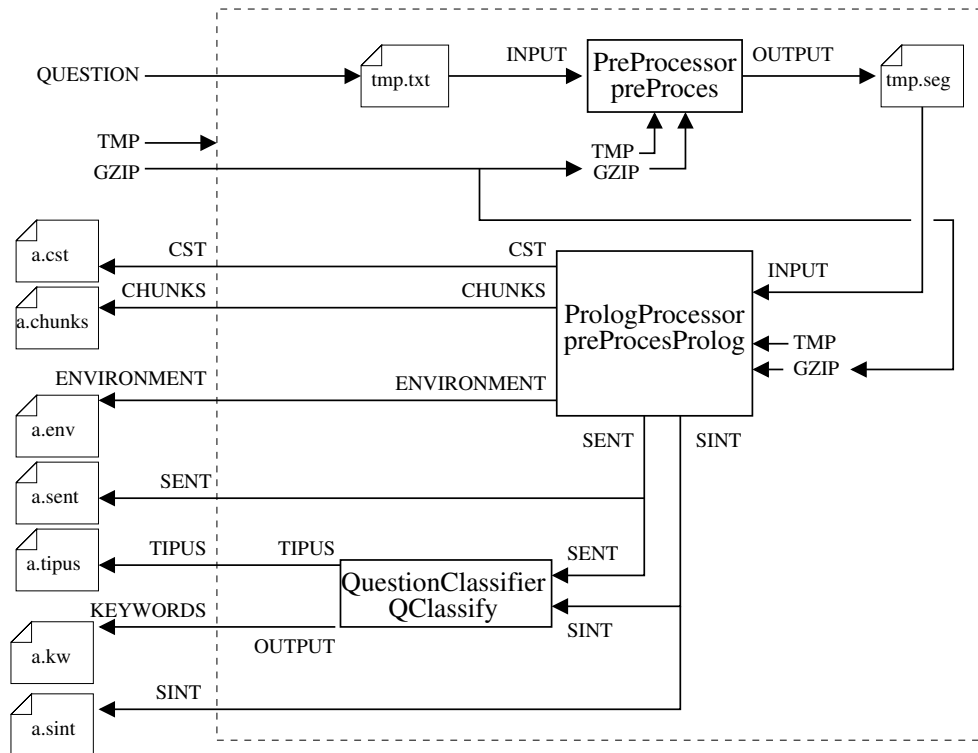 INPUT
OUTPUT
QUESTION
tmp.txt
PreProcessor
preProces
tmp.seg
TMP
TMP
GZIP
GZIP
a.cst
CST
CST
INPUT
a.chunks
CHUNKS
CHUNKS
PrologProcessor
preProcesProlog
TMP
GZIP
ENVIRONMENT
ENVIRONMENT
a.env
SENT
SINT
a.sent
SENT
a.tipus
TIPUS
TIPUS
SENT
QuestionClassifier
QClassify
KEYWORDS
OUTPUT
SINT
a.kw
SINT
a.sint